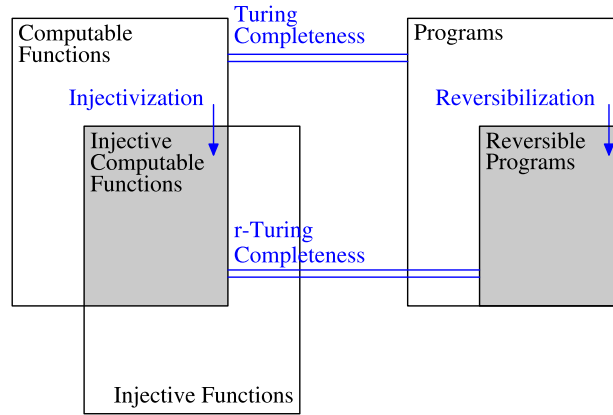 Computable
Functions
Turing
Completeness
Programs
Injectivization
Reversibilization
Injective
Computable
Functions
Reversible
Programs
r-Turing
Completeness
Injective Functions